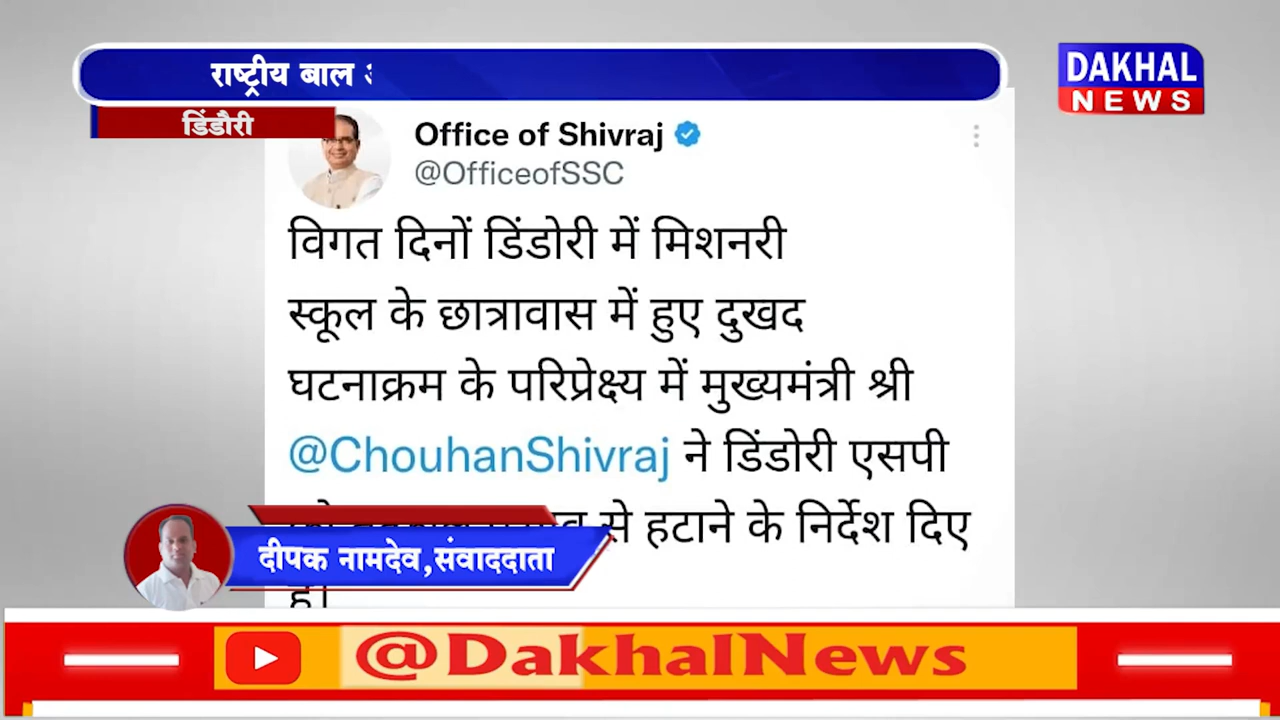 राष्ट्रीय बाल
DAKHAL
NEWS
डिंडौरी
Office of Shivraj
@OfficeofSSC
विगत दिनों डिंडोरी में मिशनरी
स्कूल के छात्रावास में हुए दुखद
घटनाक्रम के परिप्रेक्ष्य में मुख्यमंत्री श्री
@ChouhanShivraj ने डिंडोरी एसपी
से हटाने के निर्देश दिए
दीपक नामदेव,संवाददाता
@DakhalNews